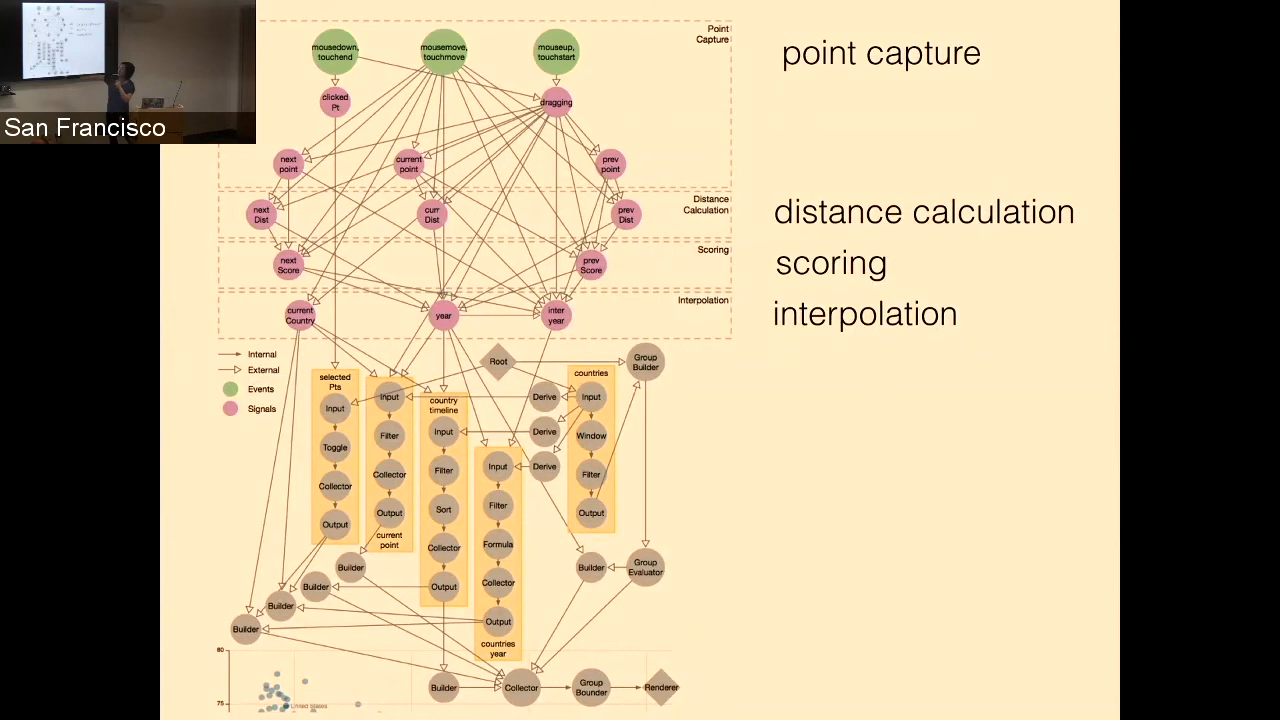 San Francisco
Point
Capture
mousedown,
touchend
mousemove,
touchmove
mouseup,
touchstart
clicked
Pt
dragging
next
point
current
point
prev
point
Distance
Calculation
next
Dist
curr
Dist
prev
Dist
Scoring
next
Score
prev
Score
Interpolation
current
Country
year
inter
year
Internal
External
Events
Signals
Root
Group
Builder
selected
Pts
Input
Toggle
Collector
Output
Input
Filter
Collector
Output
current
point
country
timeline
Input
Filter
Sort
Collector
Output
Input
Filter
Formula
Collector
Output
countries
year
Derive
Derive
Derive
countries
Input
Window
Filter
Output
Builder
Builder
Builder
Builder
Builder
Group
Evaluator
Builder
Collector
Group
Bounder
Renderer
80
75
United States
point capture
distance calculation
scoring
interpolation